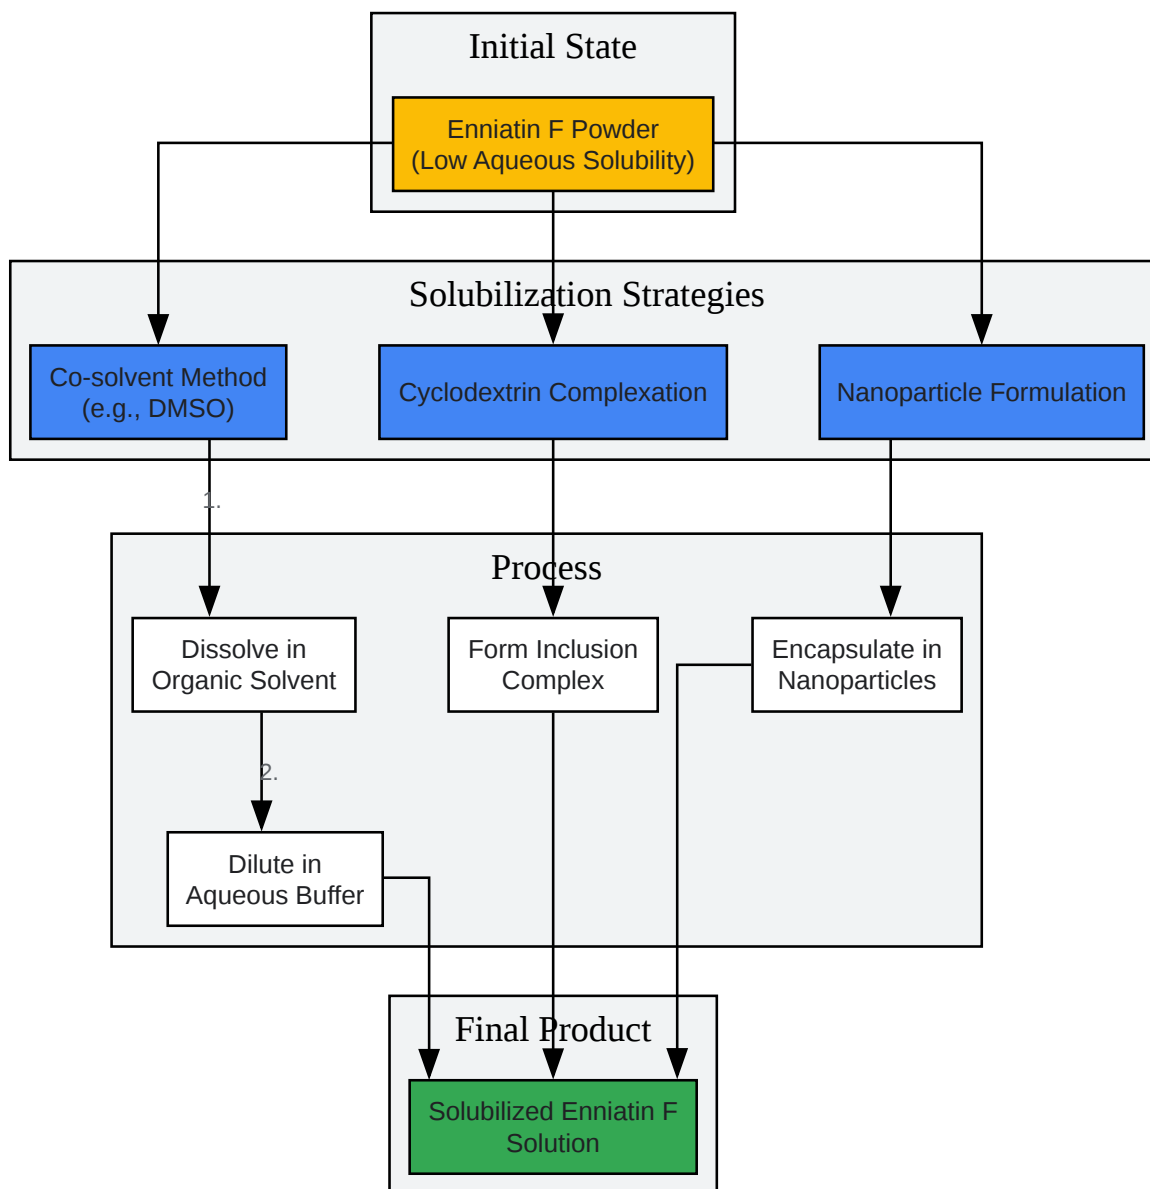 Initial State
Enniatin F Powder
(Low Aqueous Solubility)
Solubilization Strategies
Co-solvent Method
(e.g., DMSO)
Cyclodextrin Complexation
Nanoparticle Formulation
1.
Process
Dissolve in
Organic Solvent
Form Inclusion
Complex
Encapsulate in
Nanoparticles
2.
Dilute in
Aqueous Buffer
Final Product
Solubilized Enniatin F
Solution